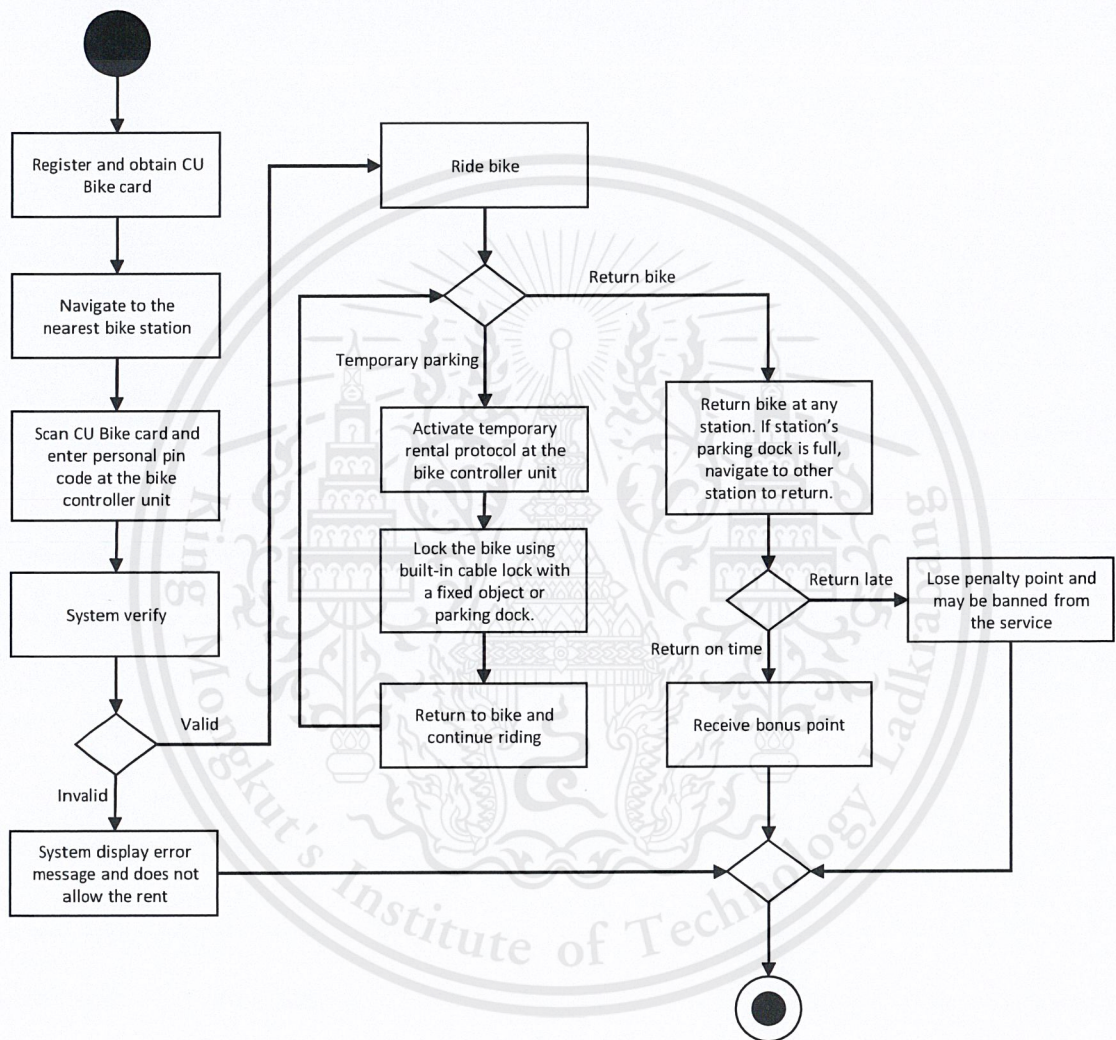 Register and obtain CU
Bike card
Navigate to the
nearest bike station
Scan CU Bike card and
enter personal pin
code at the bike
controller unit
System verify
Valid
Invalid
System display error
message and does not
allow the rent
Ride bike
Return bike
Temporary parking
Activate temporary
rental protocol at the
bike controller unit
Lock the bike using
built-in cable lock with
a fixed object or
parking dock.
Return to bike and
continue riding
Return bike at any
station. If station's
parking dock is full,
navigate to other
station to return.
Return late
Lose penalty point and
may be banned from
the service
Return on time
Receive bonus point
King Mongkut's Institute of Technology Ladkrabang